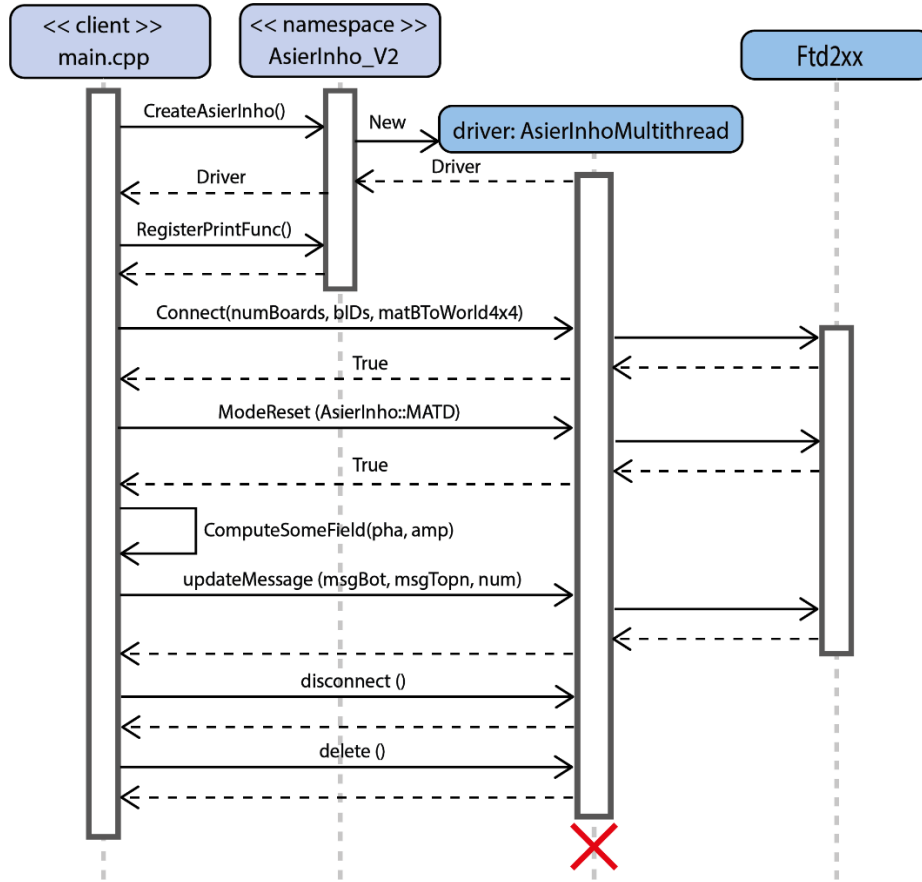 << client >>
main.cpp
<< namespace >>
AsierInho_V2
Ftd2xx
CreateAsierInho()
New
driver: AsierInhoMultithread
Driver
Driver
RegisterPrintFunc()
Connect(numBoards, bIDs, matBToWorld4x4)
True
ModeReset (AsierInho::MATD)
True
ComputeSomeField(pha, amp)
updateMessage (msgBot, msgTopn, num)
disconnect ()
delete ()